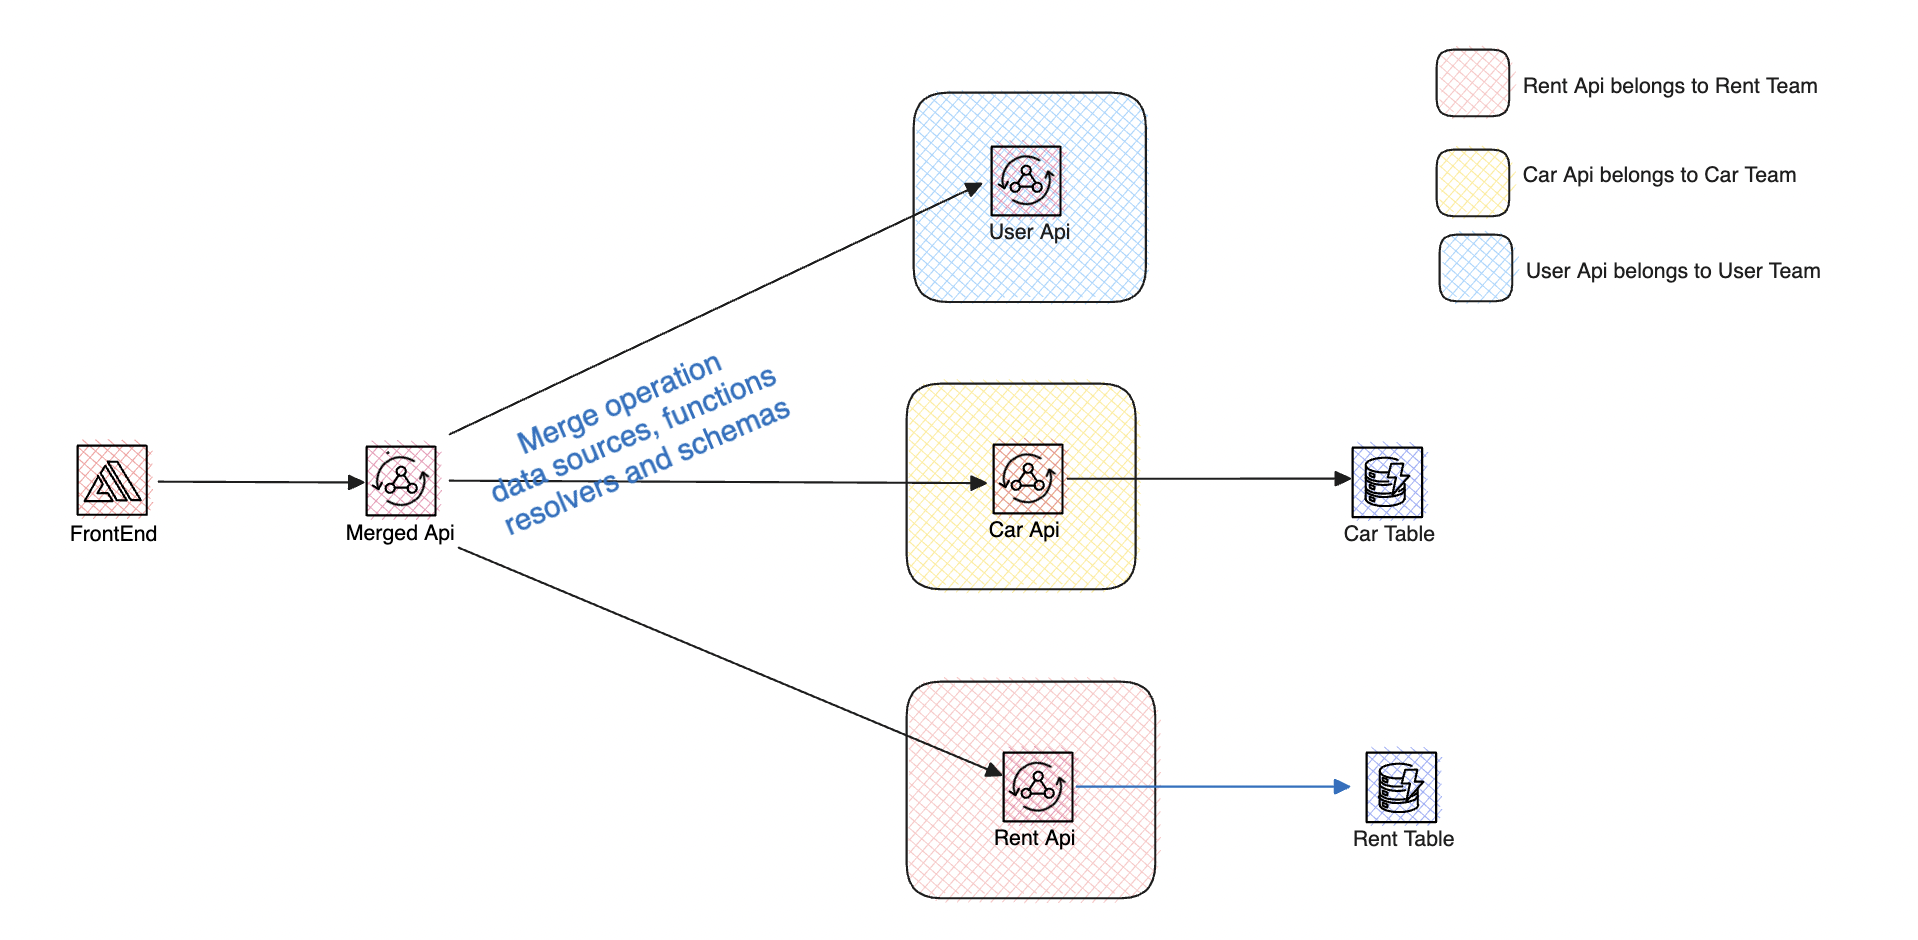 Rent Api belongs to Rent Team
Car Api belongs to Car Team
User Api belongs to User Team
User Api
Merge operation
data sources, functions
resolvers and schemas
FrontEnd
Merged Api
Car Api
Car Table
Rent Api
Rent Table